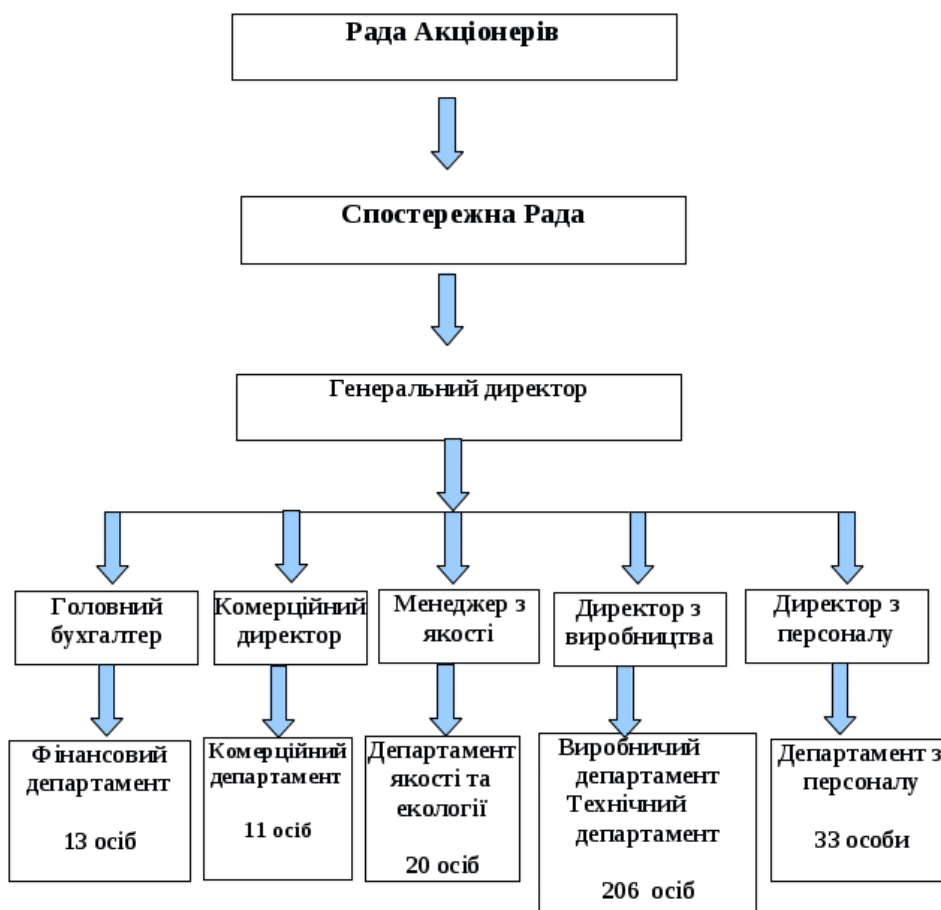 Рада Акціонерів
Спостережна Рада
Генеральний директор
Головний
бухгалтер
Комерційний
директор
Менеджер з
якості
Директор з
виробництва
Директор з
персоналу
Фінансовий
департамент
13 осіб
Комерційний
департамент
11 осіб
Департамент
якості та
екології
20 осіб
Виробничий
департамент
Технічний
департамент
206 осіб
Департамент з
персоналу
33 особи